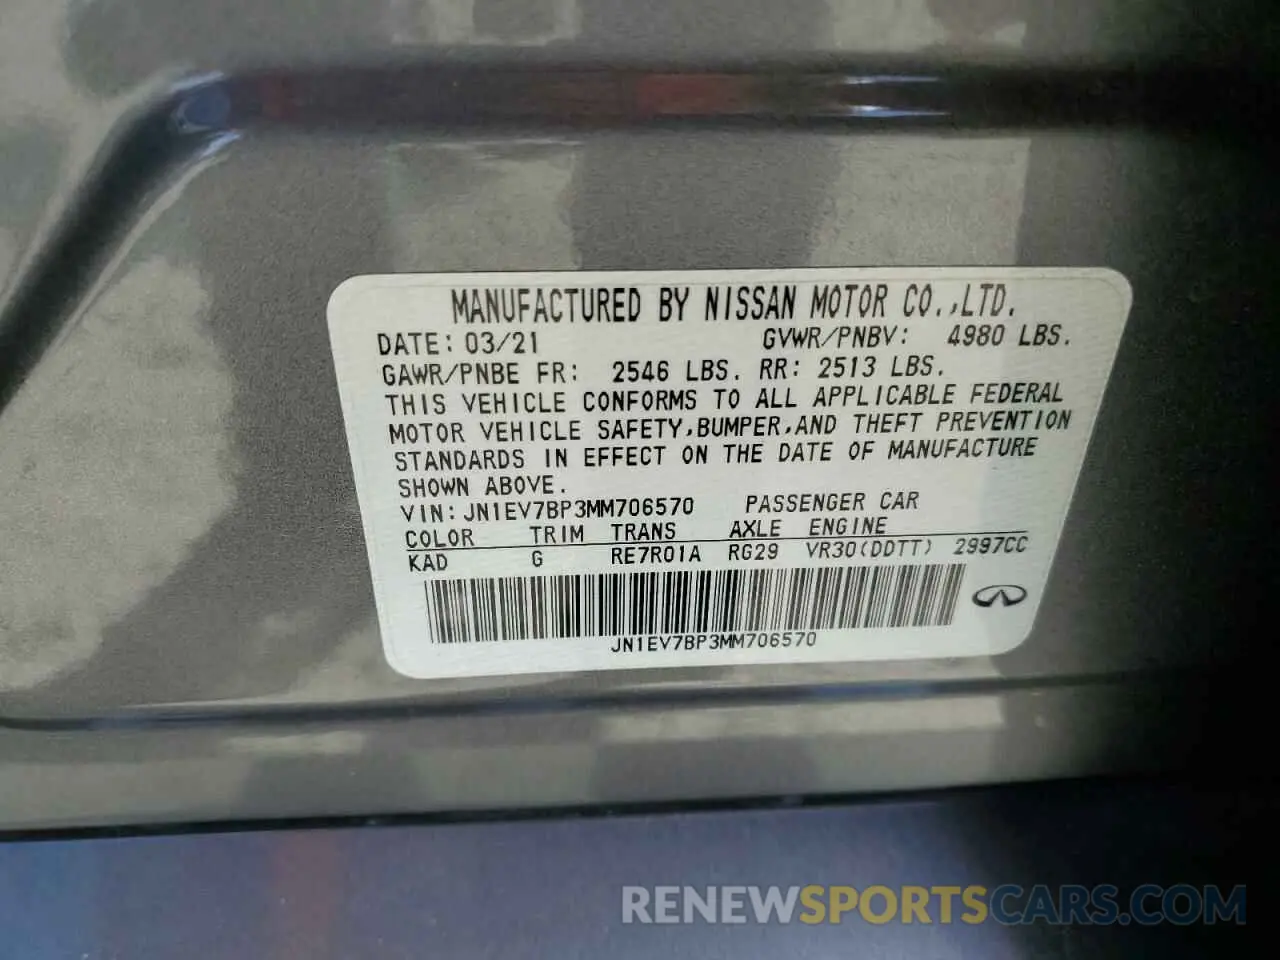 MANUFACTURED BY NISSAN MOTOR CO.,LTD.
DATE: 03/21 GVWR/PNBV: 4980 LBS.
GAWR/PNBE FR: 2546 LBS. RR: 2513 LBS.
THIS VEHICLE CONFORMS TO ALL APPLICABLE FEDERAL
MOTOR VEHICLE SAFETY,BUMPER,AND THEFT PREVENTION
STANDARDS IN EFFECT ON THE DATE OF MANUFACTURE
SHOWN ABOVE.
VIN: JN1EV7BP3MM706570 PASSENGER CAR
COLOR TRIM TRANS AXLE ENGINE
KAD G RE7R01A RG29 VR30(DDTT) 2997CC
JN1EV7BP3MM706570
RENEWSPORTSCARS.COM